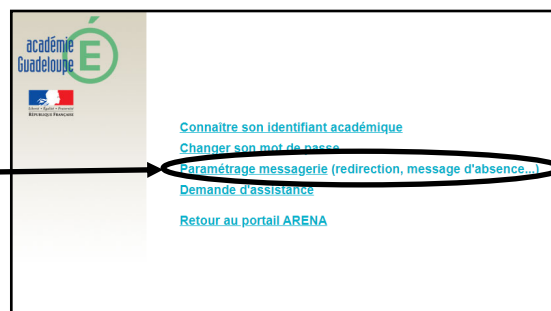 académie
Guadeloupe
É
Liberté • Égalité • Fraternité
RÉPUBLIQUE FRANÇAISE
Connaître son identifiant académique
Changer son mot de passe
Paramétrage messagerie (redirection, message d'absence...)
Demande d'assistance
Retour au portail ARENA